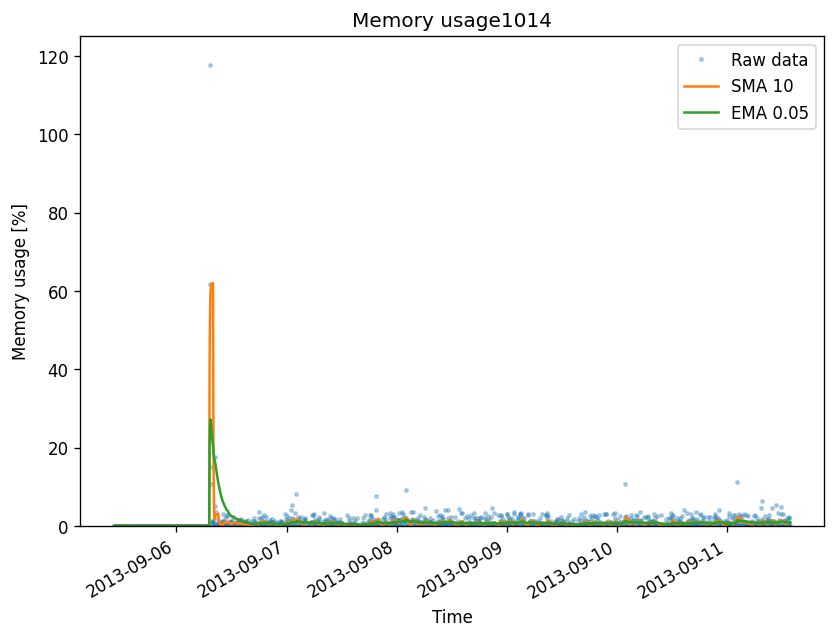 Memory usage1014
Raw data
SMA 10
EMA 0.05
Memory usage [%]
120
100
80
60
40
20
0
2013-09-06
2013-09-07
2013-09-08
2013-09-09
2013-09-10
2013-09-11
Time